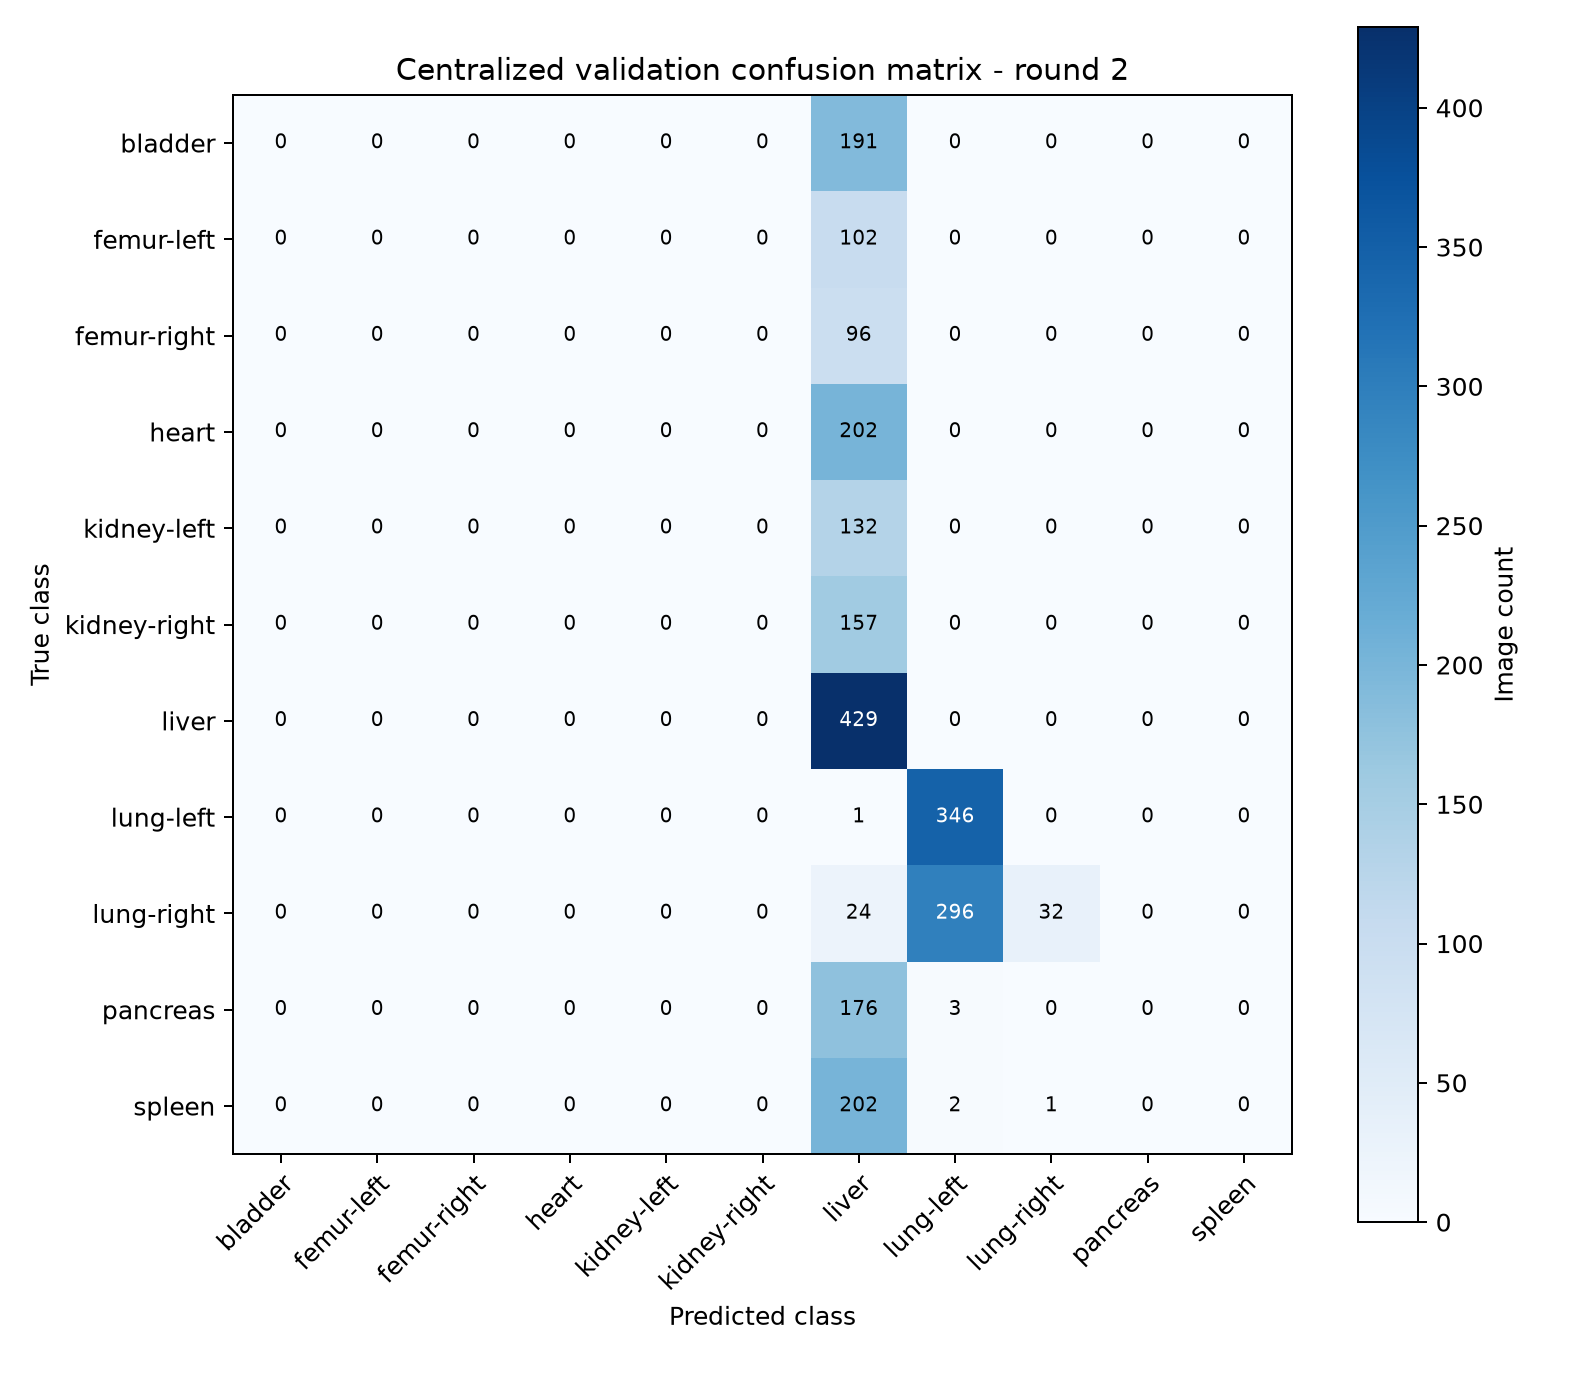 Centralized validation confusion matrix - round 2
bladder 0 0 0 0 0 0 191 0 0 0 0
femur-left 0 0 0 0 0 0 102 0 0 0 0
femur-right 0 0 0 0 0 0 96 0 0 0 0
heart 0 0 0 0 0 0 202 0 0 0 0
kidney-left 0 0 0 0 0 0 132 0 0 0 0
kidney-right 0 0 0 0 0 0 157 0 0 0 0
liver 0 0 0 0 0 0 429 0 0 0 0
lung-left 0 0 0 0 0 0 1 346 0 0 0
lung-right 0 0 0 0 0 0 24 296 32 0 0
pancreas 0 0 0 0 0 0 176 3 0 0 0
spleen 0 0 0 0 0 0 202 2 1 0 0
True class
bladder femur-left femur-right heart kidney-left kidney-right liver lung-left lung-right pancreas spleen
Predicted class
400
350
300
250
200
150
100
50
0
Image count